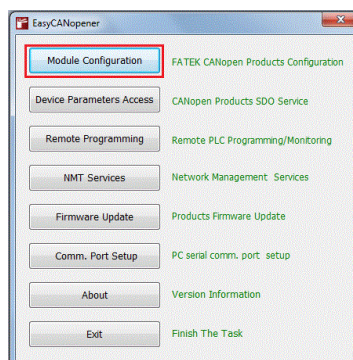 EasyCANopener
Module Configuration FATEK CANopen Products Configuration
Device Parameters Access CANopen Products SDO Service
Remote Programming Remote PLC Programming/Monitoring
NMT Services Network Management Services
Firmware Update Products Firmware Update
Comm. Port Setup PC serial comm. port setup
About Version Information
Exit Finish The Task